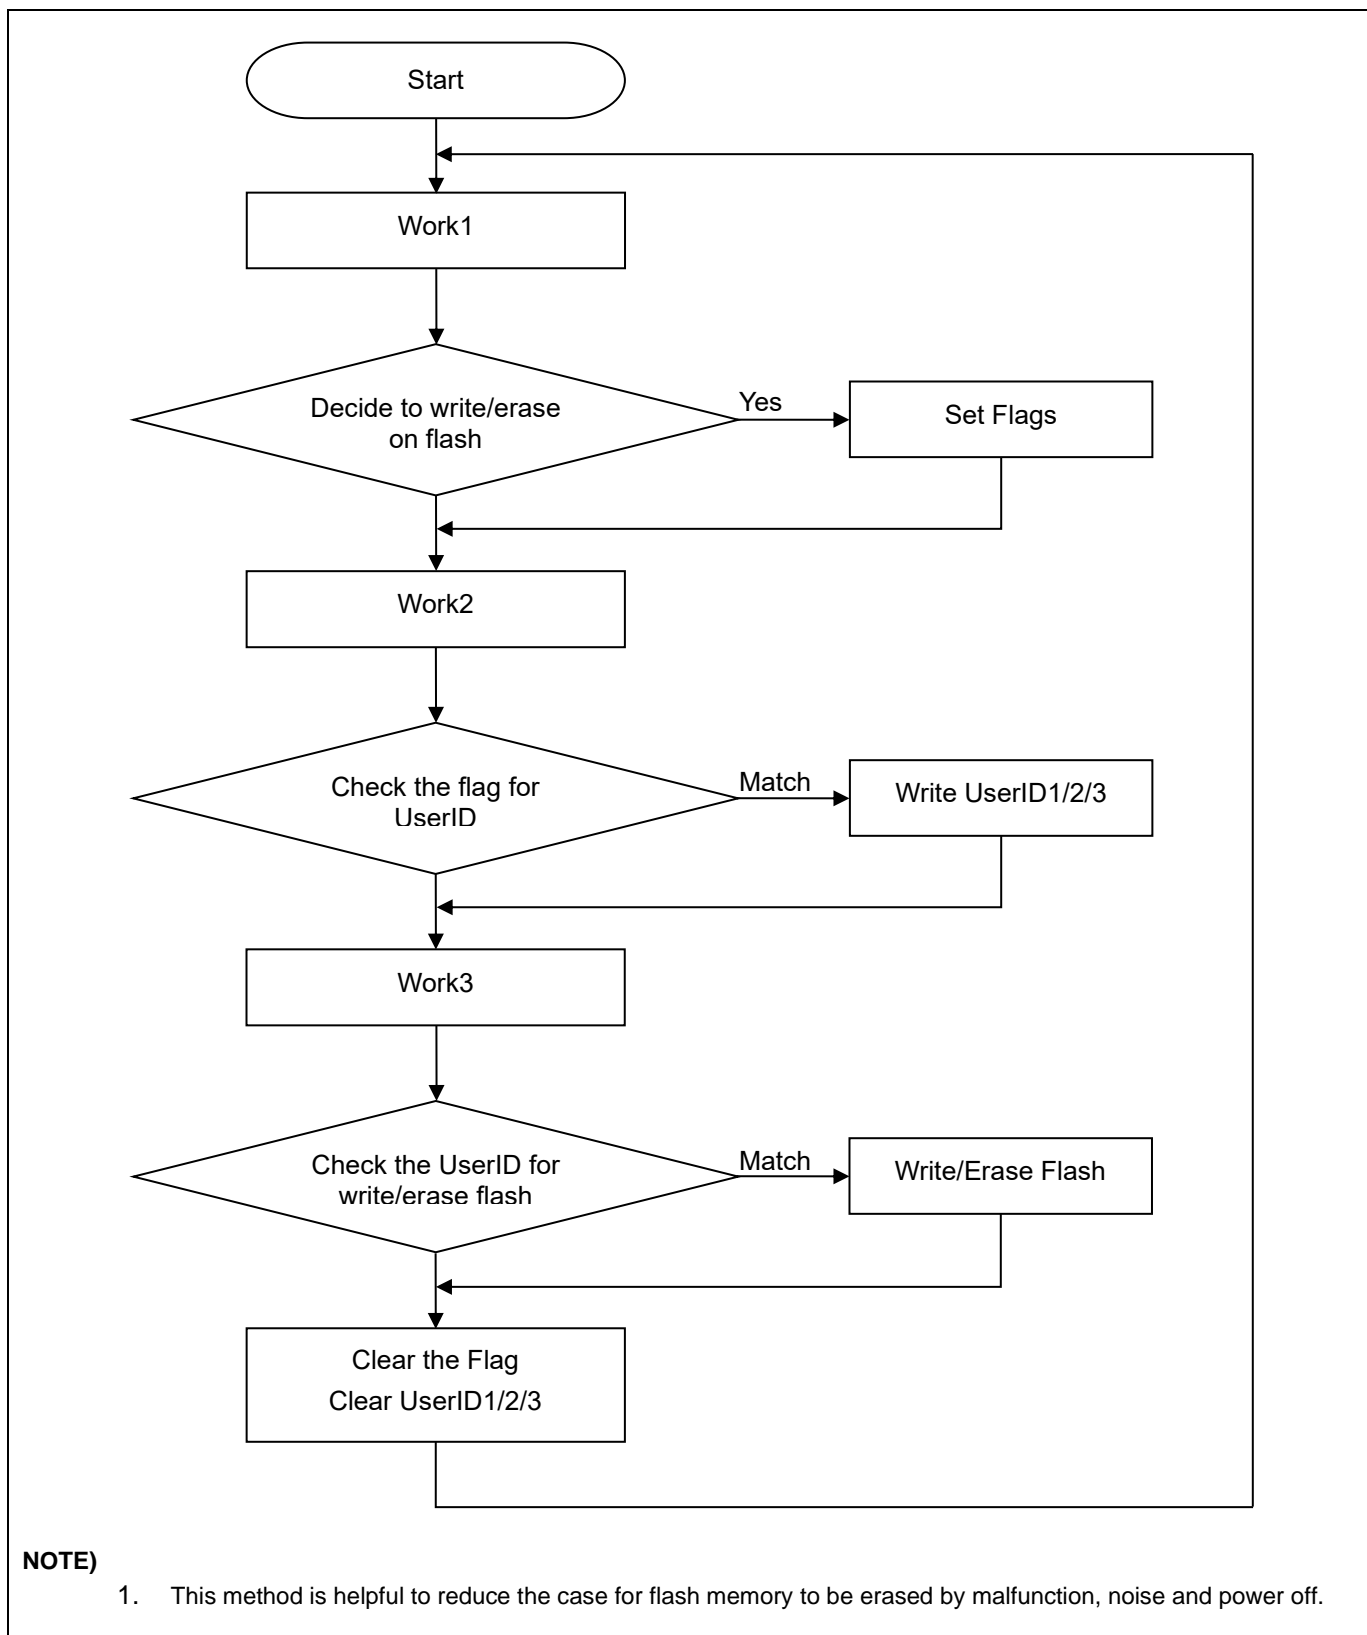 Start
Work1
Decide to write/erase
on flash
Yes
Set Flags
Work2
Check the flag for
UserID
Match
Write UserID1/2/3
Work3
Check the UserID for
write/erase flash
Match
Write/Erase Flash
Clear the Flag
Clear UserID1/2/3
NOTE)
1. This method is helpful to reduce the case for flash memory to be erased by malfunction, noise and power off.